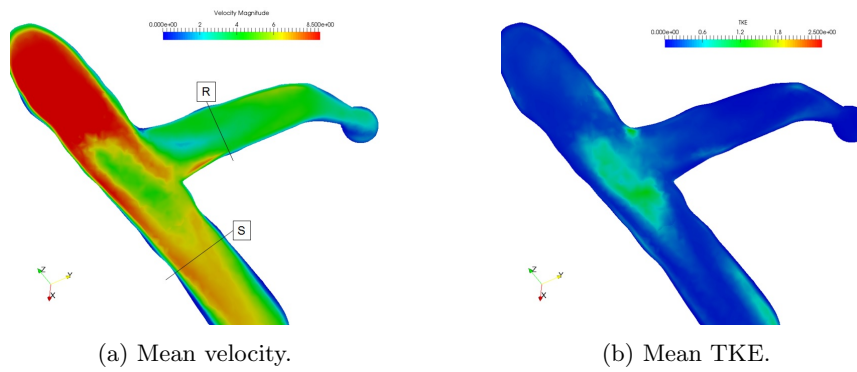 Velocity Magnitude
0.000e+00 2 4 6 8.500e+00
TKE
0.000e+00 0.6 1.2 1.8 2.500e+00
R
S
Z
Y
X
Z
Y
X
(a) Mean velocity.
(b) Mean TKE.